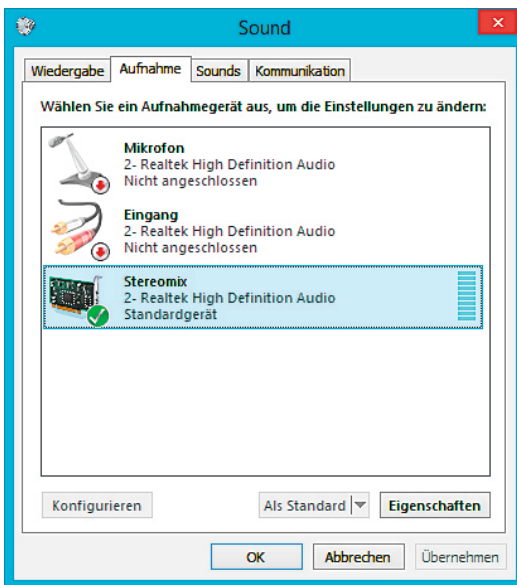 Sound
Wiedergabe Aufnahme Sounds Kommunikation
Wählen Sie ein Aufnahmegerät aus, um die Einstellungen zu ändern:
Mikrofon
2- Realtek High Definition Audio
Nicht angeschlossen
Eingang
2- Realtek High Definition Audio
Nicht angeschlossen
Stereomix
2- Realtek High Definition Audio
Standardgerät
Konfigurieren Als Standard Eigenschaften
OK Abbrechen Übernehmen